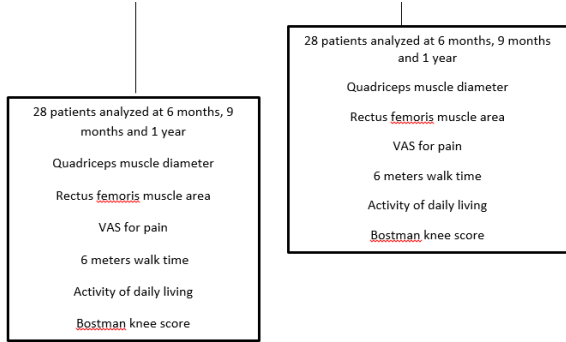 28 patients analyzed at 6 months, 9
months and 1 year
Quadriceps muscle diameter
Rectus femoris muscle area
VAS for pain
6 meters walk time
Activity of daily living
Bostman knee score
28 patients analyzed at 6 months, 9 months
and 1 year
Quadriceps muscle diameter
Rectus femoris muscle area
VAS for pain
6 meters walk time
Activity of daily living
Bostman knee score